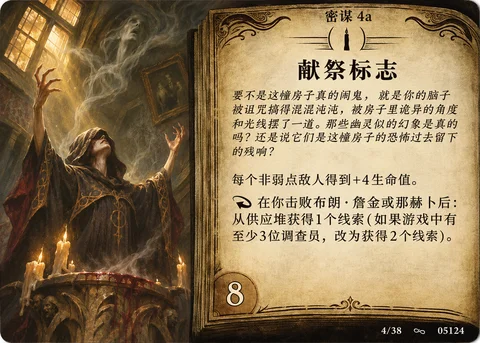 密谋 4a
献祭标志
要不是这幢房子真的闹鬼，就是你的脑子
被诅咒搞得混混沌沌，被房子里诡异的角度
和光线摆了一道。那些幽灵似的幻象是真的
吗？还是说它们是这幢房子的恐怖过去留下
的残响？
每个非弱点敌人得到+4生命值。
在你击败布朗·詹金或那赫卜后：
从供应堆获得1个线索(如果游戏中有
至少3位调查员，改为获得2个线索)。
8
4/38 05124